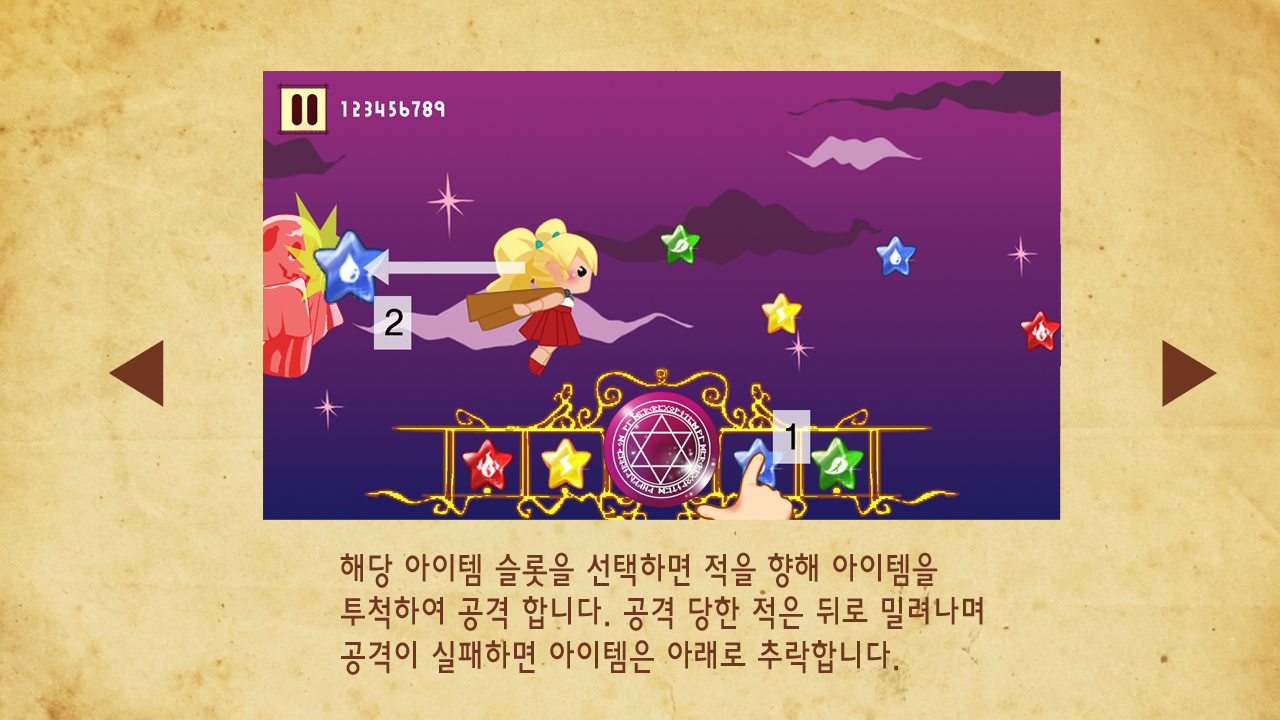 123456789
2
1
해당 아이템 슬롯을 선택하면 적을 향해 아이템을
투척하여 공격 합니다. 공격 당한 적은 뒤로 밀려나며
공격이 실패하면 아이템은 아래로 추락합니다.